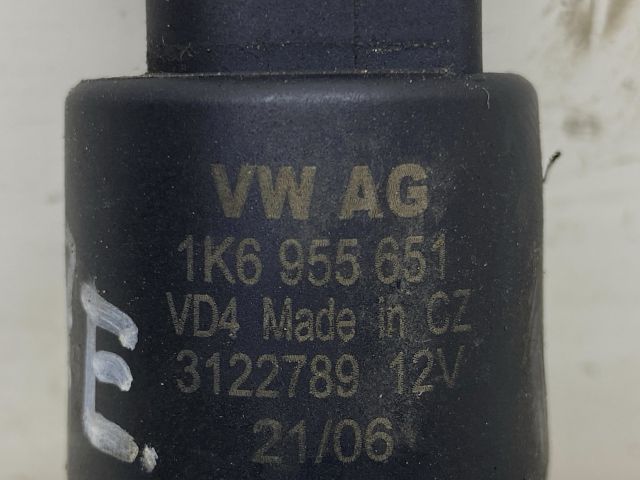 VW AG
1K6 955 651
VD4 Made in CZ
3122789 12V
21/06
E.